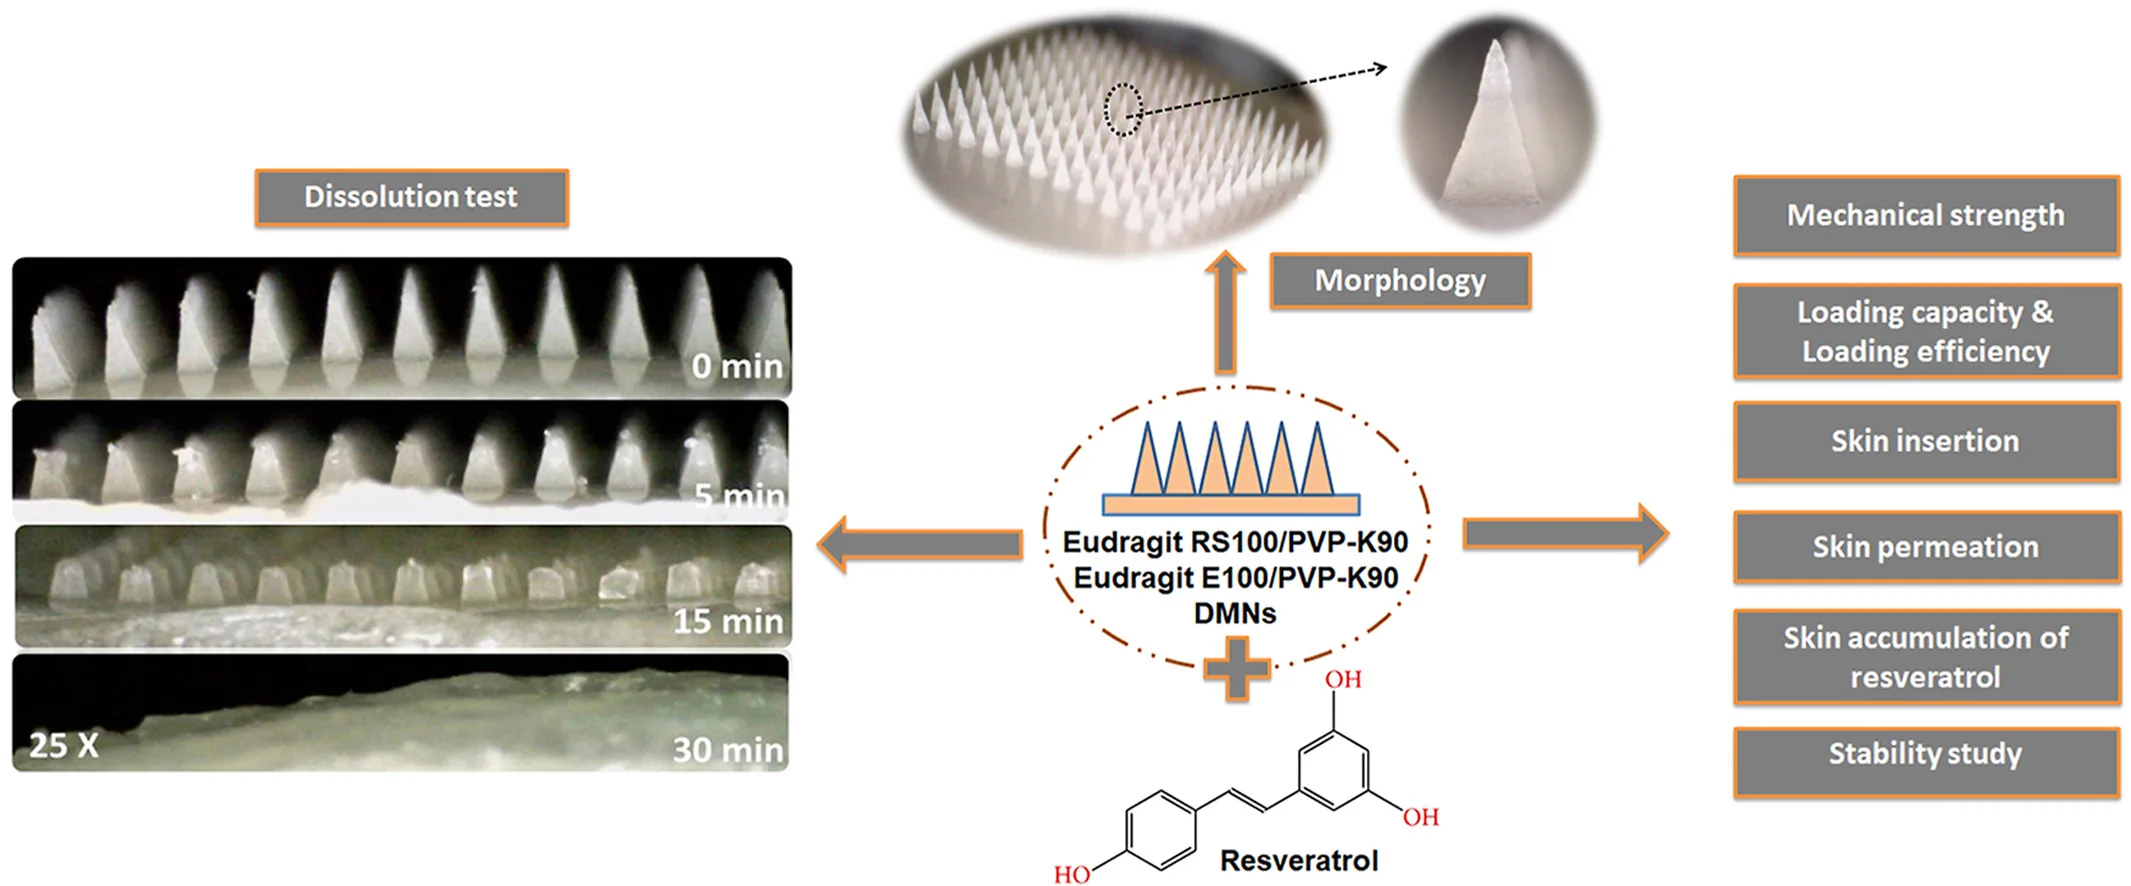 Dissolution test
0 min
5 min
15 min
25 X
30 min
Morphology
Eudragit RS100/PVP-K90
Eudragit E100/PVP-K90
DMNs
OH
OH
HO
Resveratrol
Mechanical strength
Loading capacity &
Loading efficiency
Skin insertion
Skin permeation
Skin accumulation of
resveratrol
Stability study